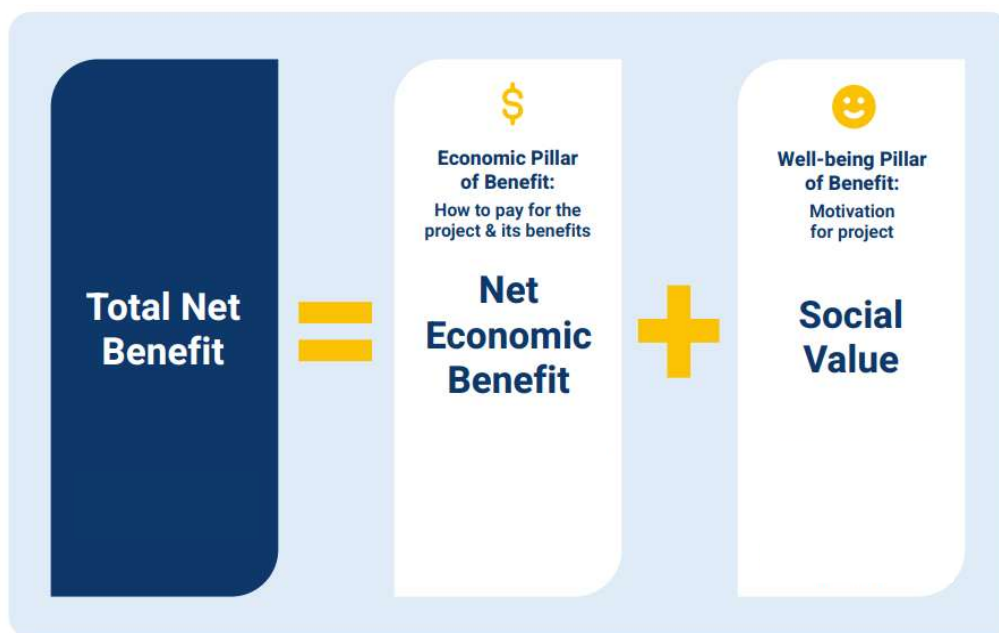 Total Net
Benefit
=
$
Economic Pillar
of Benefit:
How to pay for the
project & its benefits
Net
Economic
Benefit
+
Well-being Pillar
of Benefit:
Motivation
for project
Social
Value